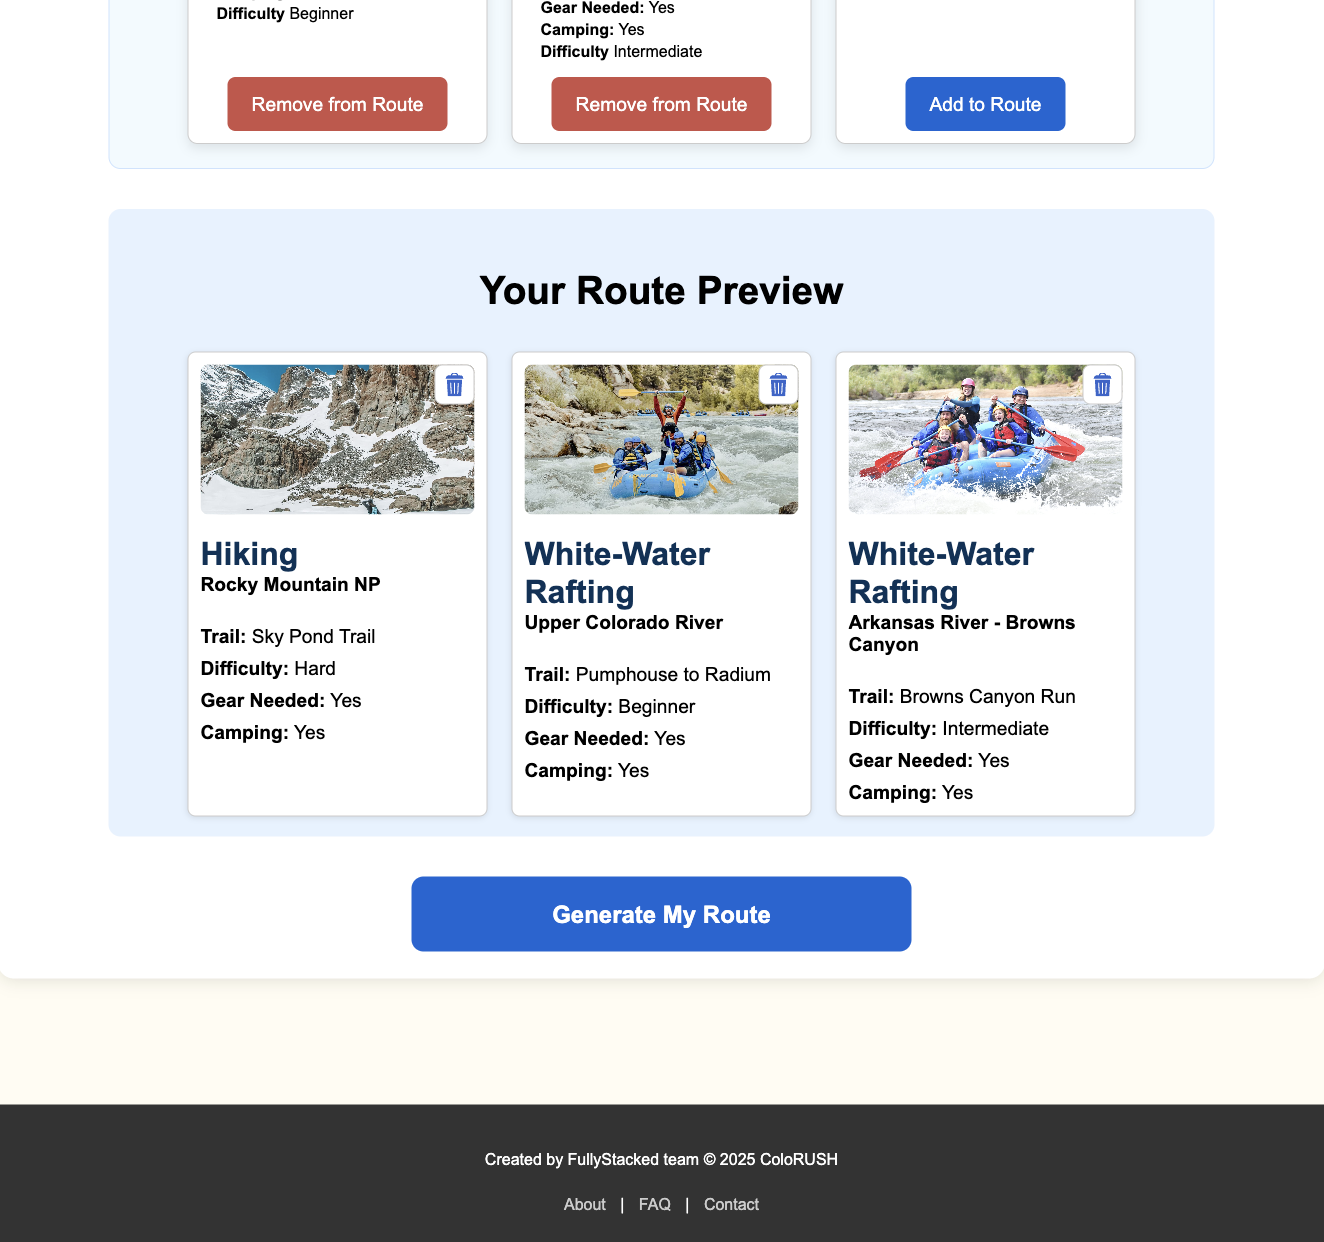 Difficulty Beginner
Gear Needed: Yes
Camping: Yes
Difficulty Intermediate
Remove from Route
Remove from Route
Add to Route
Your Route Preview
Hiking
Rocky Mountain NP
Trail: Sky Pond Trail
Difficulty: Hard
Gear Needed: Yes
Camping: Yes
White-Water
Rafting
Upper Colorado River
Trail: Pumphouse to Radium
Difficulty: Beginner
Gear Needed: Yes
Camping: Yes
White-Water
Rafting
Arkansas River - Browns
Canyon
Trail: Browns Canyon Run
Difficulty: Intermediate
Gear Needed: Yes
Camping: Yes
Generate My Route
Created by FullyStacked team © 2025 ColoRUSH
About | FAQ | Contact